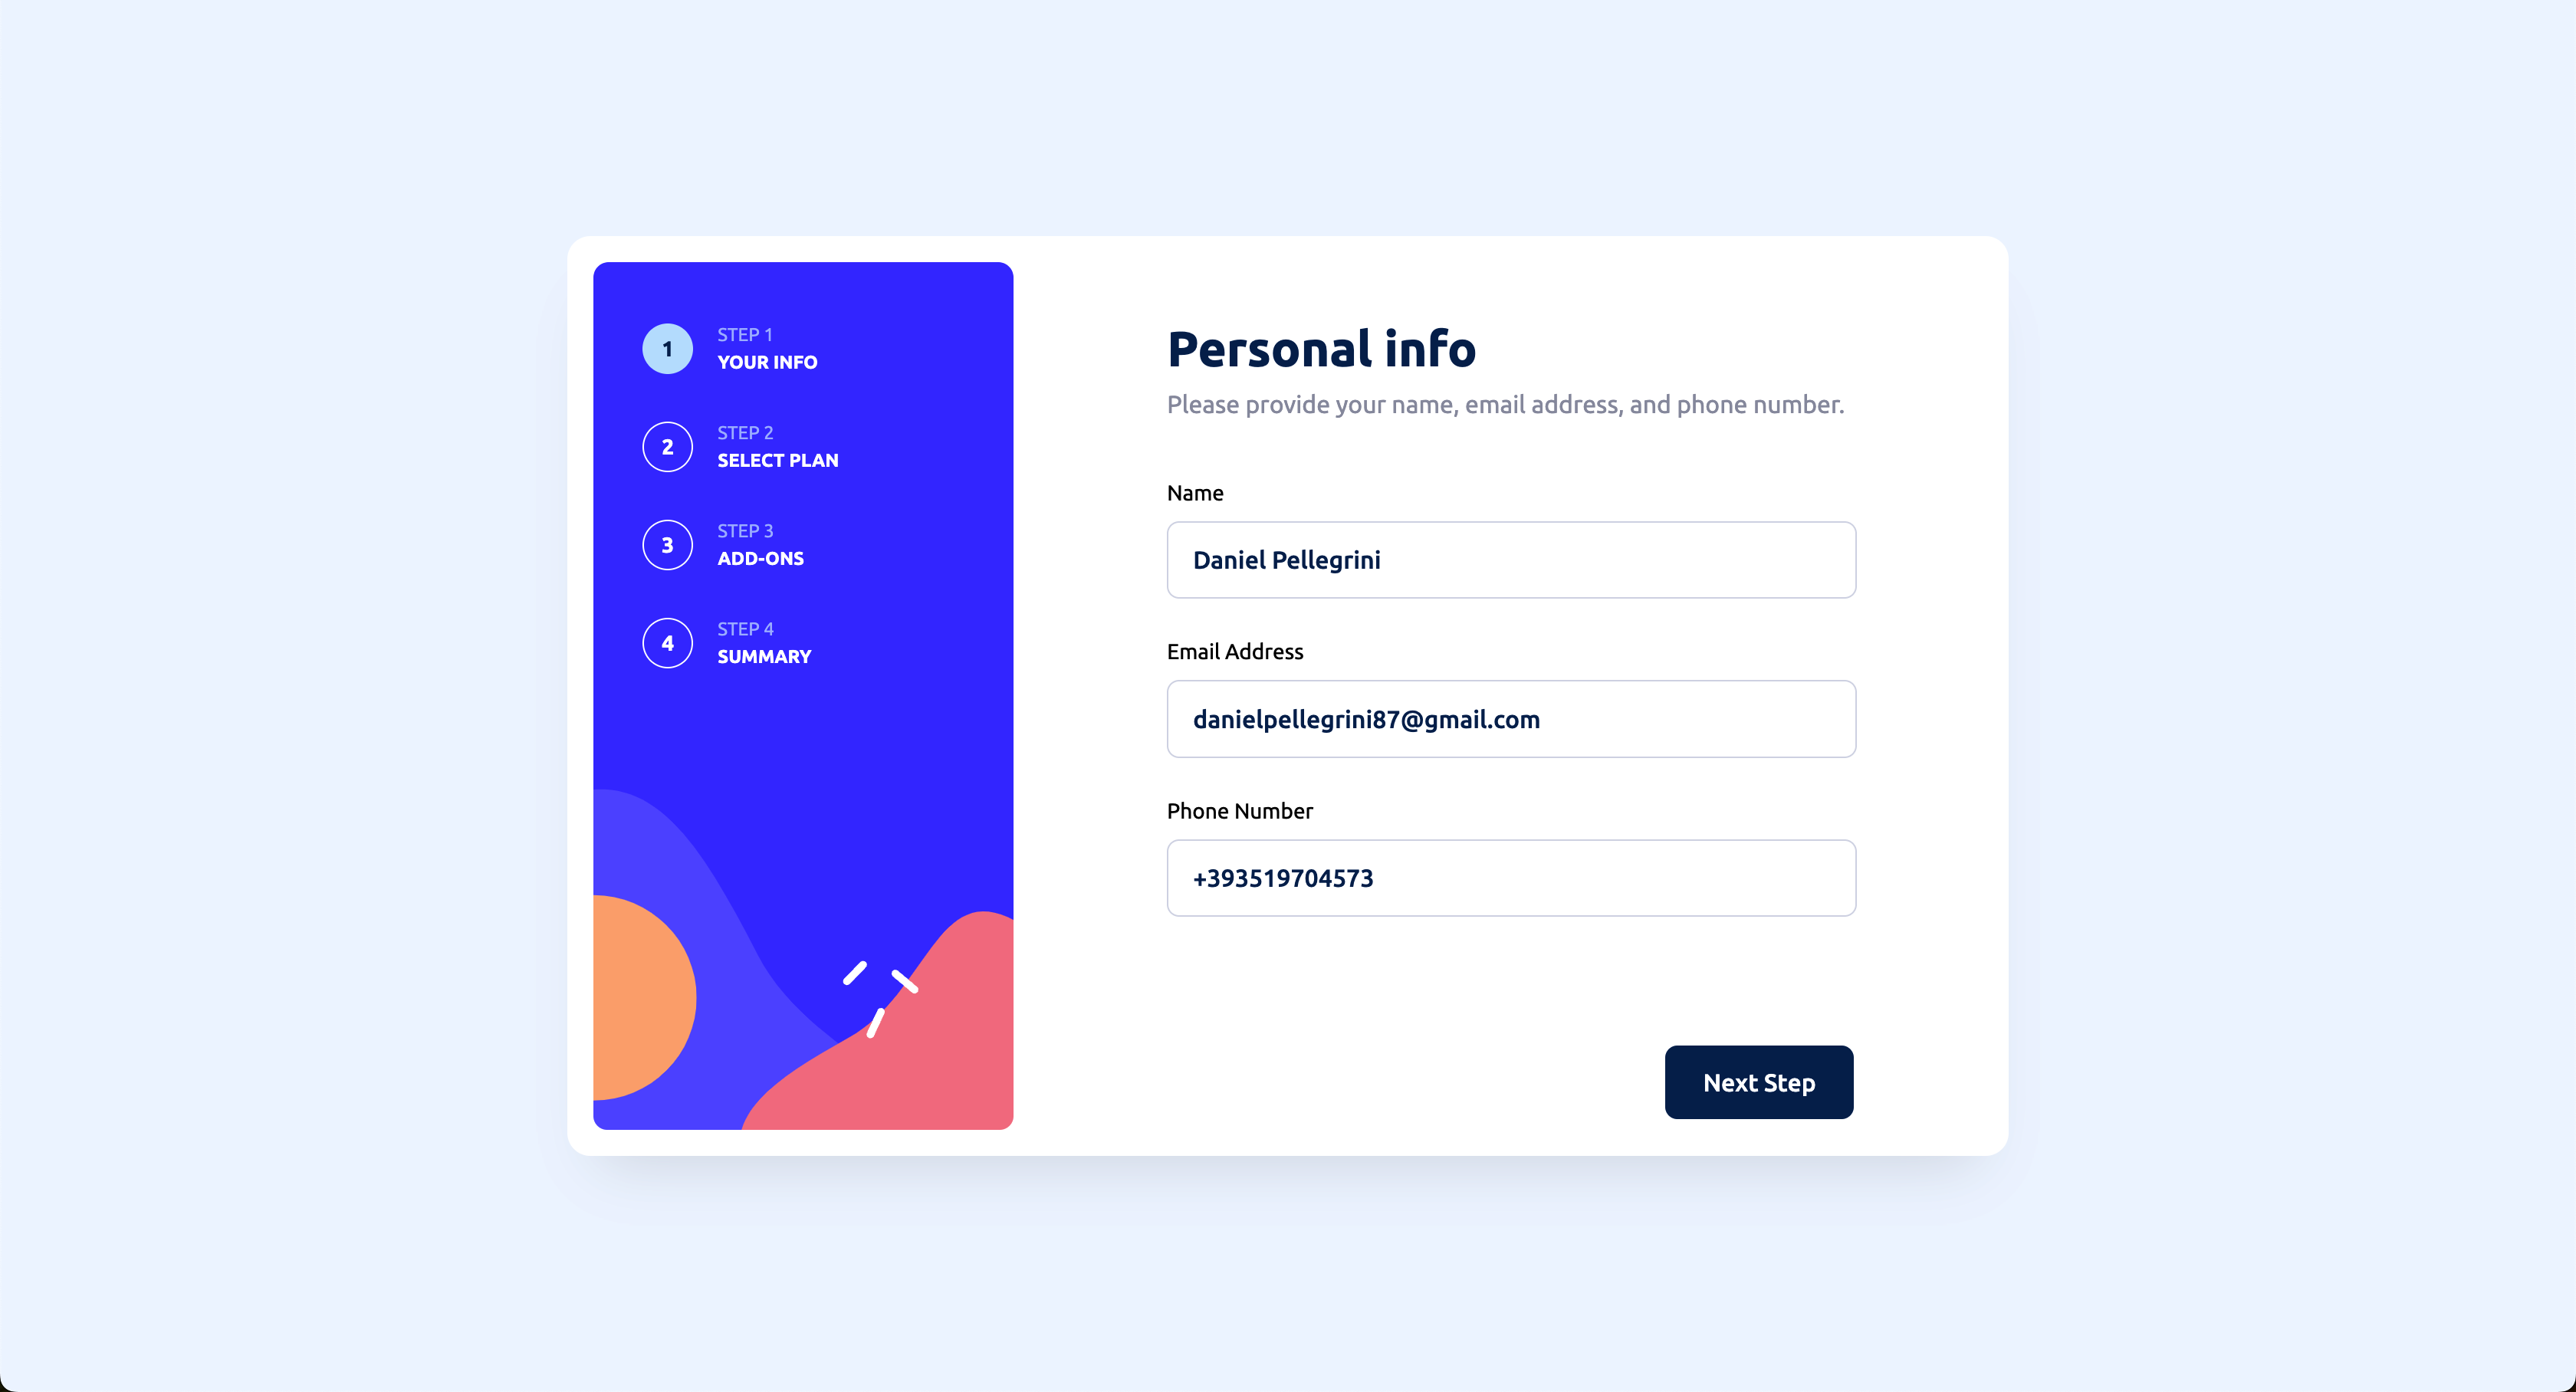 1
STEP 1
YOUR INFO
2
STEP 2
SELECT PLAN
3
STEP 3
ADD-ONS
4
STEP 4
SUMMARY
Personal info
Please provide your name, email address, and phone number.
Name
Daniel Pellegrini
Email Address
danielpellegrini87@gmail.com
Phone Number
+393519704573
Next Step